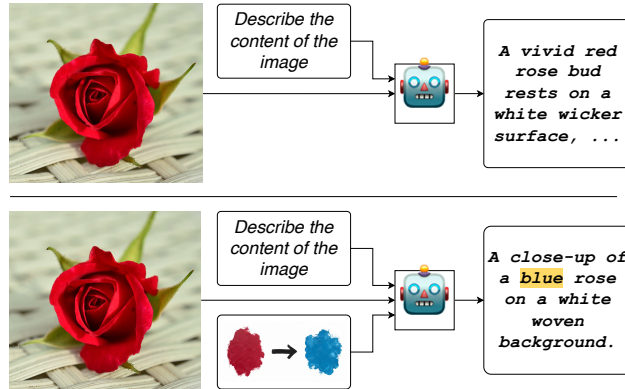 Describe the
content of the
image
A vivid red
rose bud
rests on a
white wicker
surface, ...
Describe the
content of the
image
A close-up of
a blue rose
on a white
woven
background.